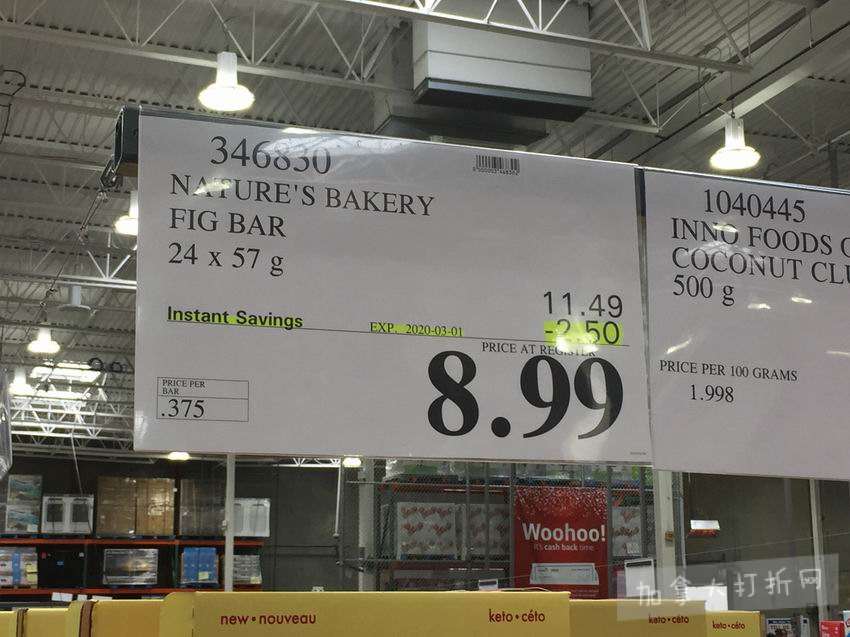 346830
NATURE'S BAKERY
FIG BAR
24 x 57 g
11.49
Instant Savings
EXP. 2020-03-01
-2.50
PRICE AT REGISTER
8.99
PRICE PER
BAR
.375
1040445
INNO FOODS
COCONUT CLU
500 g
PRICE PER 100 GRAMS
1.998
Woohoo!
It's cash back time
new • nouveau
keto • céto
keto • céto
keto • céto
加拿大打折网